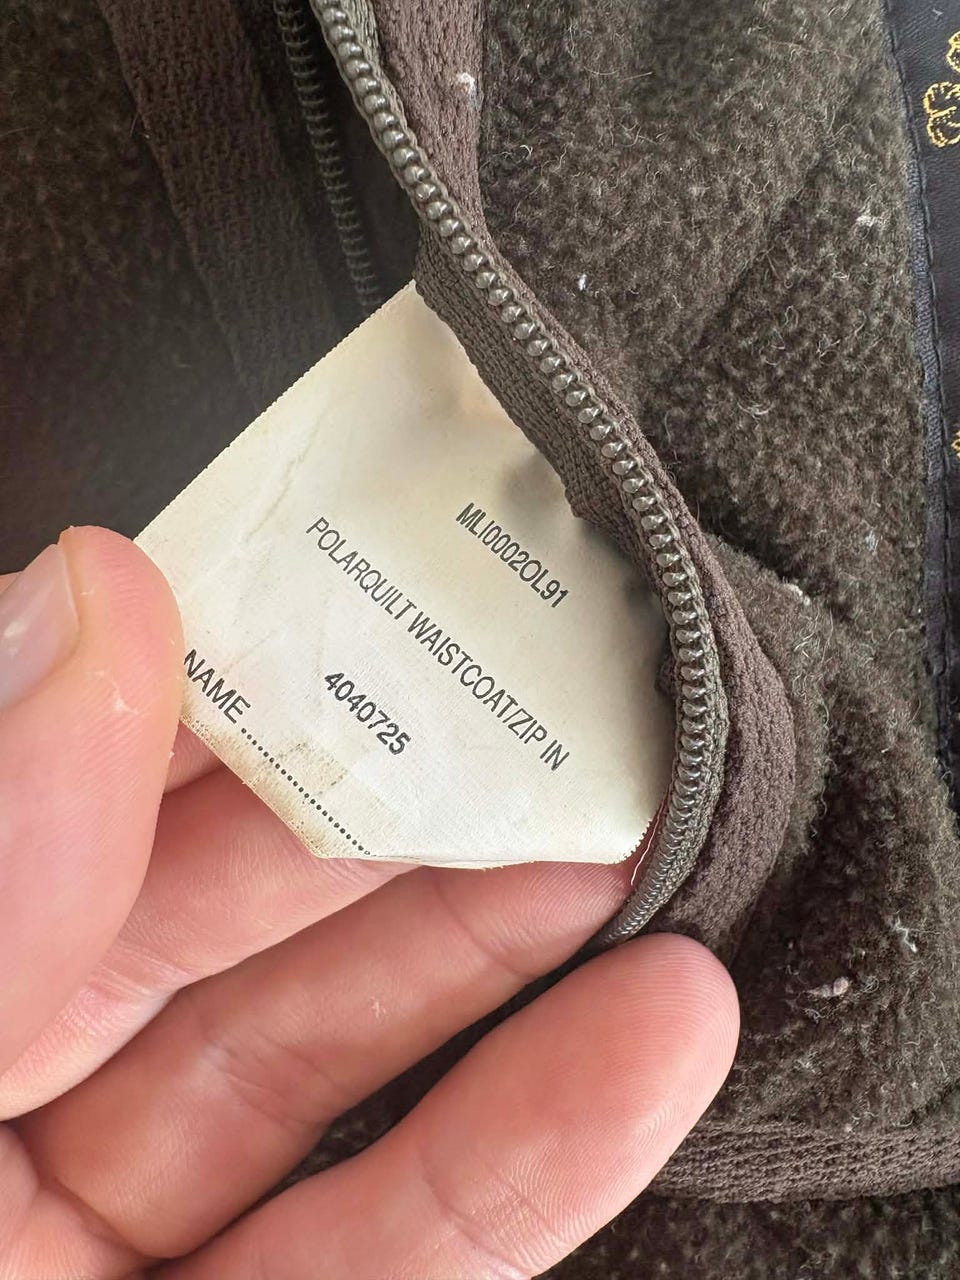 MLI0002OL91
POLARQUILT WAISTCOAT/ZIP IN
4040725
NAME ....................